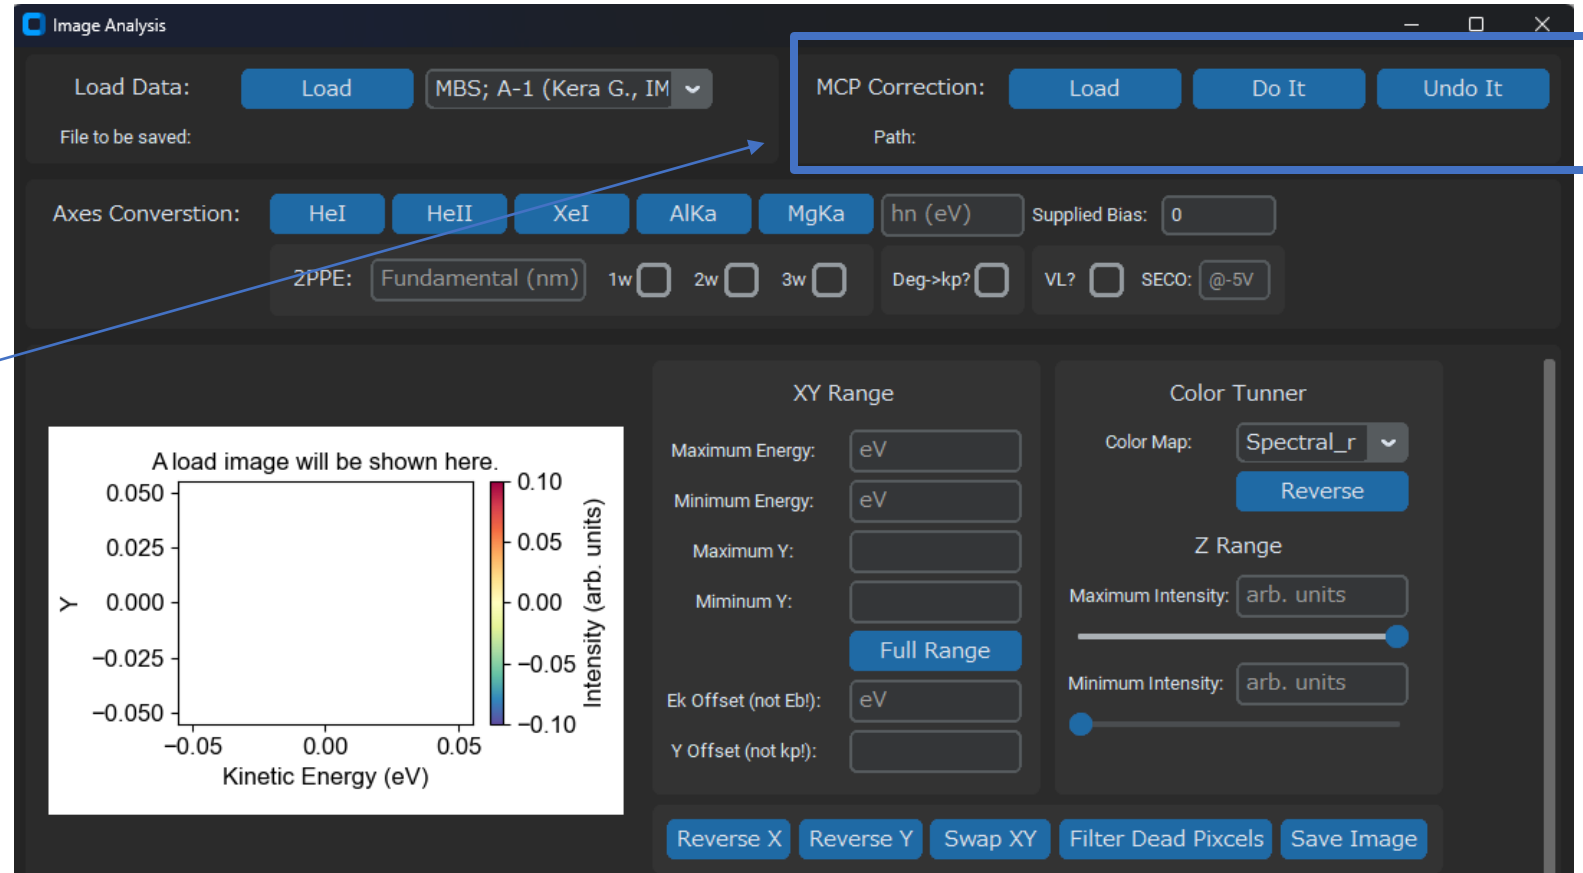 Image Analysis
Load Data: Load MBS; A-1 (Kera G., IM
File to be saved:
MCP Correction: Load Do It Undo It
Path:
Axes Converstion: HeI HeII XeI AlKa MgKa hn (eV) Supplied Bias: 0
2PPE: Fundamental (nm) 1w 2w 3w Deg->kp? VL? SECO: @-5V
A load image will be shown here.
0.050
0.025
0.000
−0.025
−0.050
Y
−0.05 0.00 0.05
Kinetic Energy (eV)
0.10
0.05
0.00
−0.05
−0.10
Intensity (arb. units)
XY Range
Maximum Energy: eV
Minimum Energy: eV
Maximum Y:
Miminum Y:
Full Range
Ek Offset (not Eb!): eV
Y Offset (not kp!):
Color Tunner
Color Map: Spectral_r
Reverse
Z Range
Maximum Intensity: arb. units
Minimum Intensity: arb. units
Reverse X Reverse Y Swap XY Filter Dead Pixcels Save Image